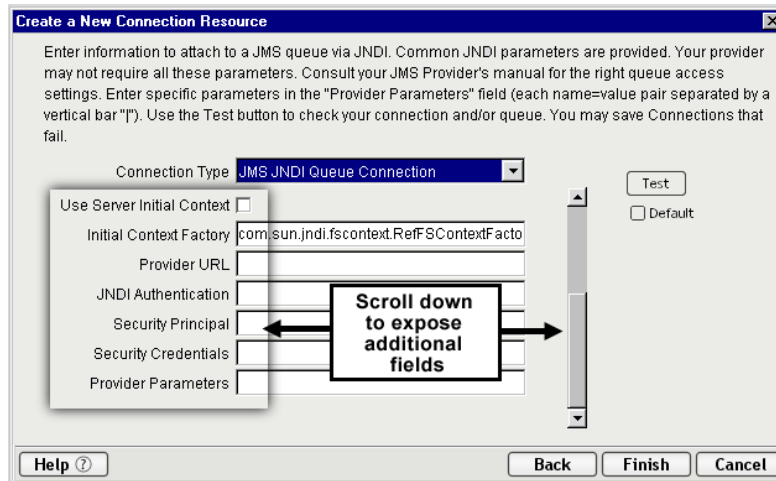 Create a New Connection Resource
Enter information to attach to a JMS queue via JNDI. Common JNDI parameters are provided. Your provider
may not require all these parameters. Consult your JMS Provider's manual for the right queue access
settings. Enter specific parameters in the "Provider Parameters" field (each name=value pair separated by a
vertical bar "|"). Use the Test button to check your connection and/or queue. You may save Connections that
fail.
Connection Type JMS JNDI Queue Connection
Test
Use Server Initial Context
Default
Initial Context Factory com.sun.jndi.fscontext.RefFSContextFacto
Provider URL
JNDI Authentication
Security Principal
Security Credentials
Provider Parameters
Scroll down
to expose
additional
fields
Help ?
Back Finish Cancel